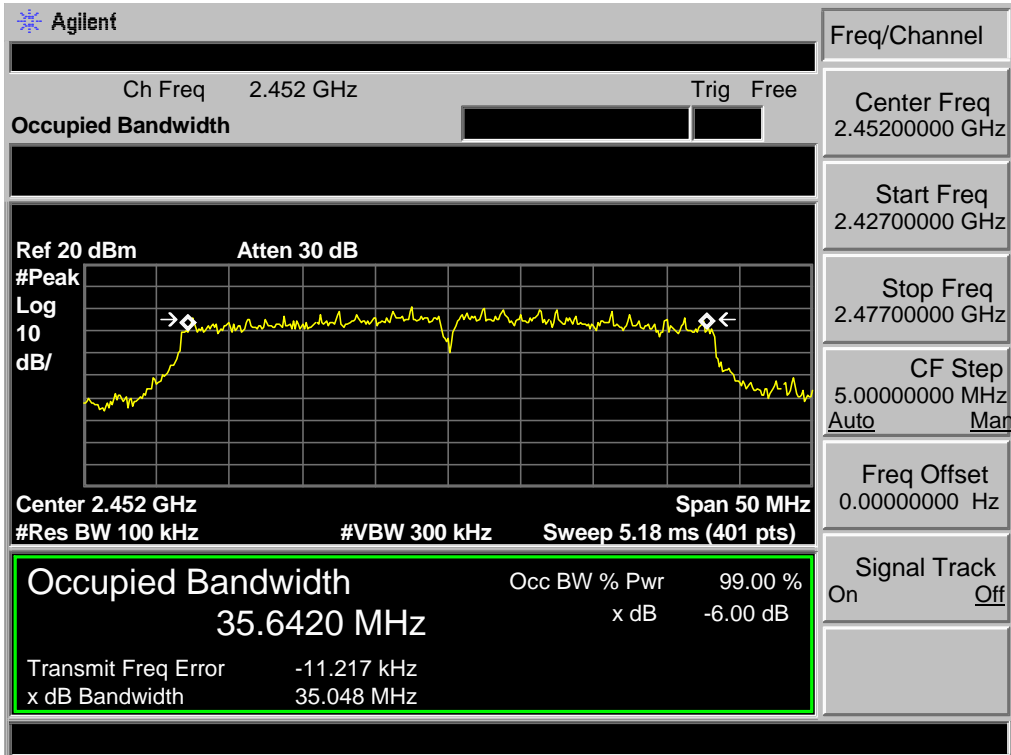 Agilent
Freq/Channel
Ch Freq 2.452 GHz Trig Free
Occupied Bandwidth
Center Freq
2.45200000 GHz
Start Freq
2.42700000 GHz
Stop Freq
2.47700000 GHz
CF Step
5.00000000 MHz
Auto Man
Freq Offset
0.00000000 Hz
Signal Track
On Off
Ref 20 dBm Atten 30 dB
#Peak
Log
10
dB/
Center 2.452 GHz Span 50 MHz
#Res BW 100 kHz #VBW 300 kHz Sweep 5.18 ms (401 pts)
Occupied Bandwidth Occ BW % Pwr 99.00 %
35.6420 MHz x dB -6.00 dB
Transmit Freq Error -11.217 kHz
x dB Bandwidth 35.048 MHz